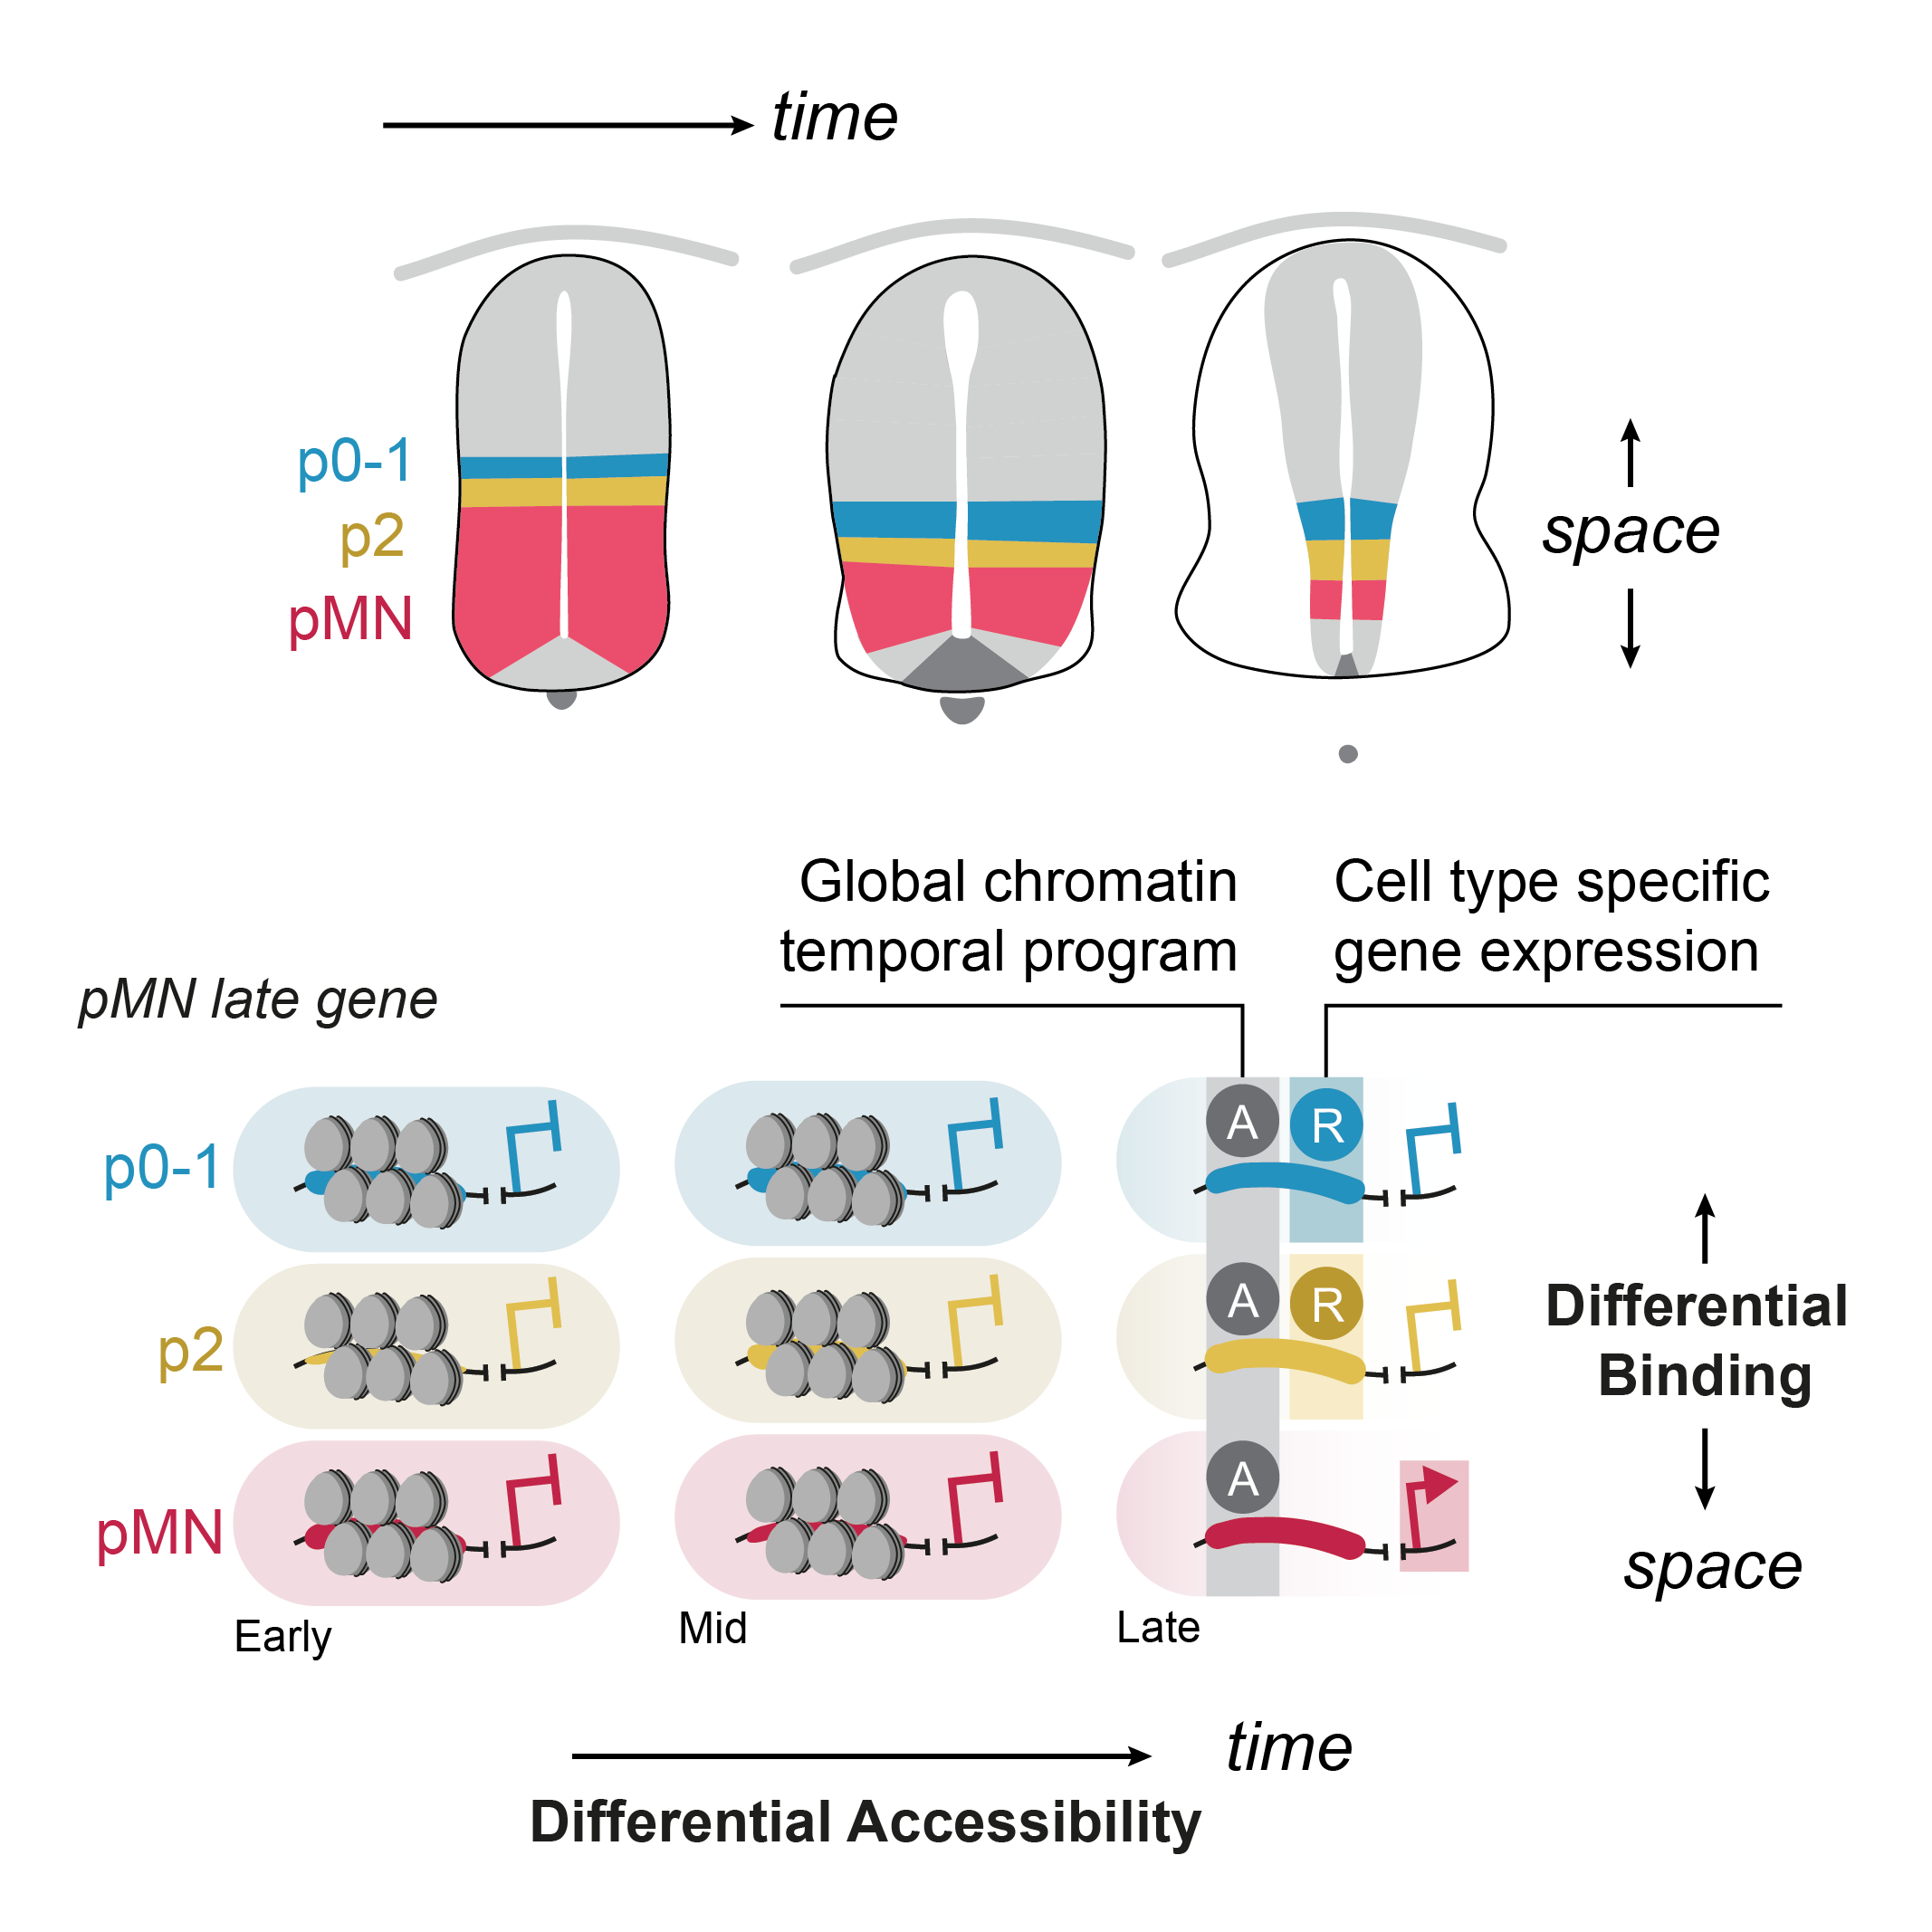 time
p0-1
p2
pMN
space
Global chromatin
temporal program
Cell type specific
gene expression
pMN late gene
p0-1
A
R
p2
A
R
pMN
A
Differential
Binding
space
Early
Mid
Late
time
Differential Accessibility